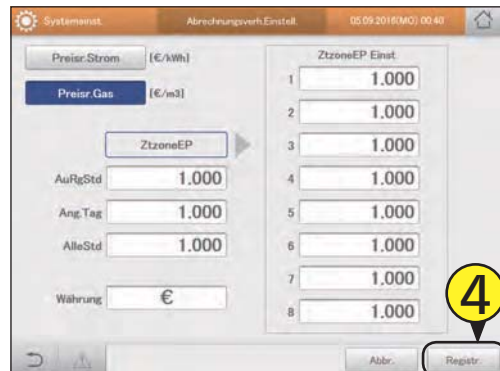 Systemeinst. Abrechnungsverh.Einstell. 05.09.2016(MO) 00:40
Preisr.Strom [€/kWh]
Preisr.Gas [€/m3]
ZtzoneEP
AuRgStd 1.000
Ang.Tag 1.000
AlleStd 1.000
Währung €
ZtzoneEP Einst
1 1.000
2 1.000
3 1.000
4 1.000
5 1.000
6 1.000
7 1.000
8 1.000
4
Abbr. Registr.